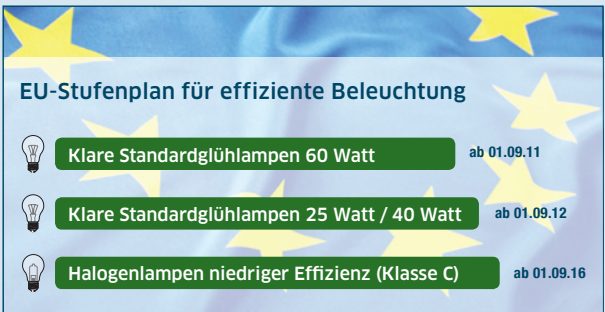 EU-Stufenplan für effiziente Beleuchtung
Klare Standardglühlampen 60 Watt ab 01.09.11
Klare Standardglühlampen 25 Watt / 40 Watt ab 01.09.12
Halogenlampen niedriger Effizienz (Klasse C) ab 01.09.16